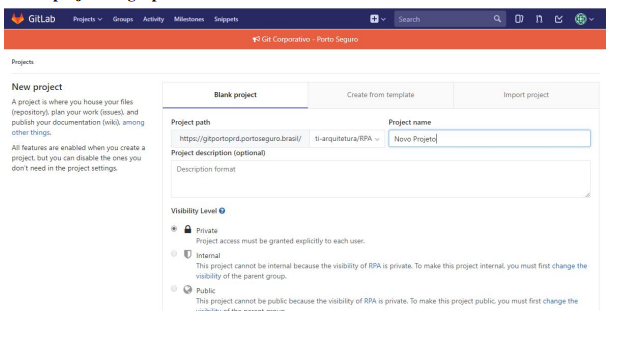 GitLab Projects Groups Activity Milestones Snippets Search
Git Corporativo - Porto Seguro
Projects
New project
A project is where you house your files
(repository), plan your work (issues), and
publish your documentation (wiki), among
other things.
All features are enabled when you create a
project, but you can disable the ones you
don't need in the project settings.
Blank project Create from template Import project
Project path Project name
https://gitportoprd.portoseguro.brasil/ ti-arquitetura/RPA Novo Projeto
Project description (optional)
Description format
Visibility Level
Private
Project access must be granted explicitly to each user.
Internal
This project cannot be internal because the visibility of RPA is private. To make this project internal, you must first change the
visibility of the parent group.
Public
This project cannot be public because the visibility of RPA is private. To make this project public, you must first change the
visibility of the parent group.